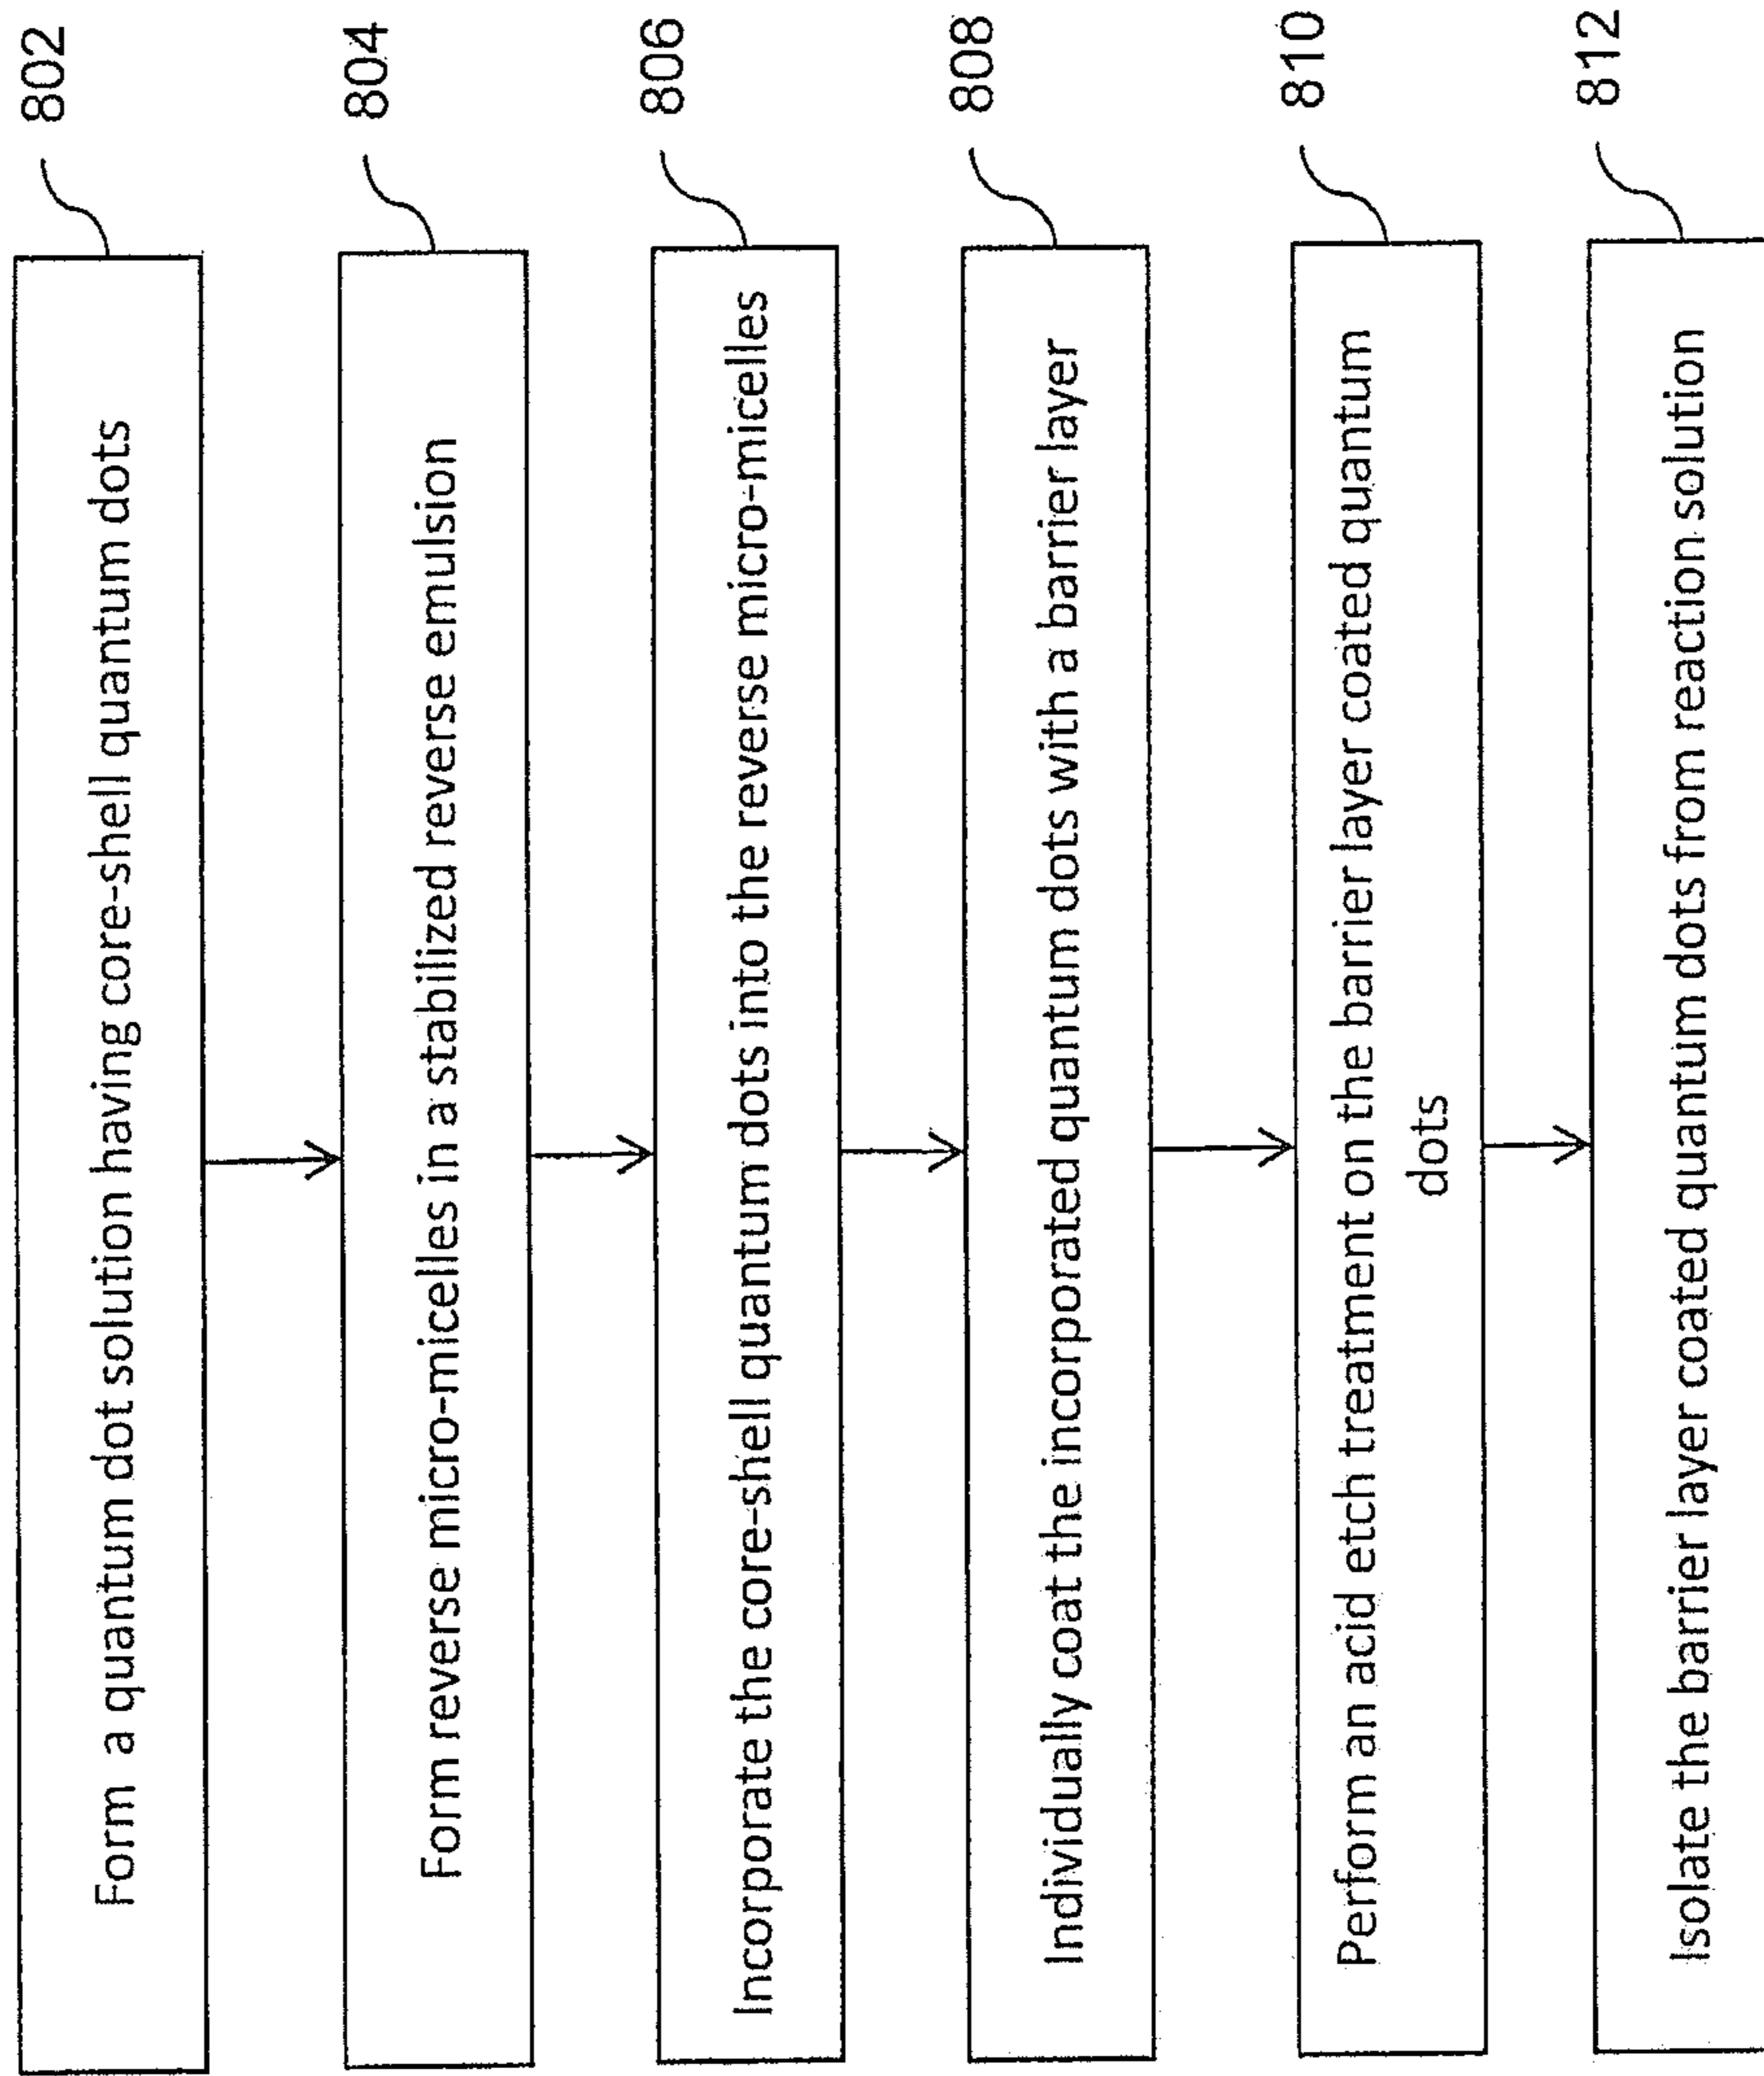 802
Form a quantum dot solution having core-shell quantum dots
804
Form reverse micro-micelles in a stabilized reverse emulsion
806
Incorporate the core-shell quantum dots into the reverse micro-micelles
808
Individually coat the incorporated quantum dots with a barrier layer
810
Perform an acid etch treatment on the barrier layer coated quantum
dots
812
Isolate the barrier layer coated quantum dots from reaction solution